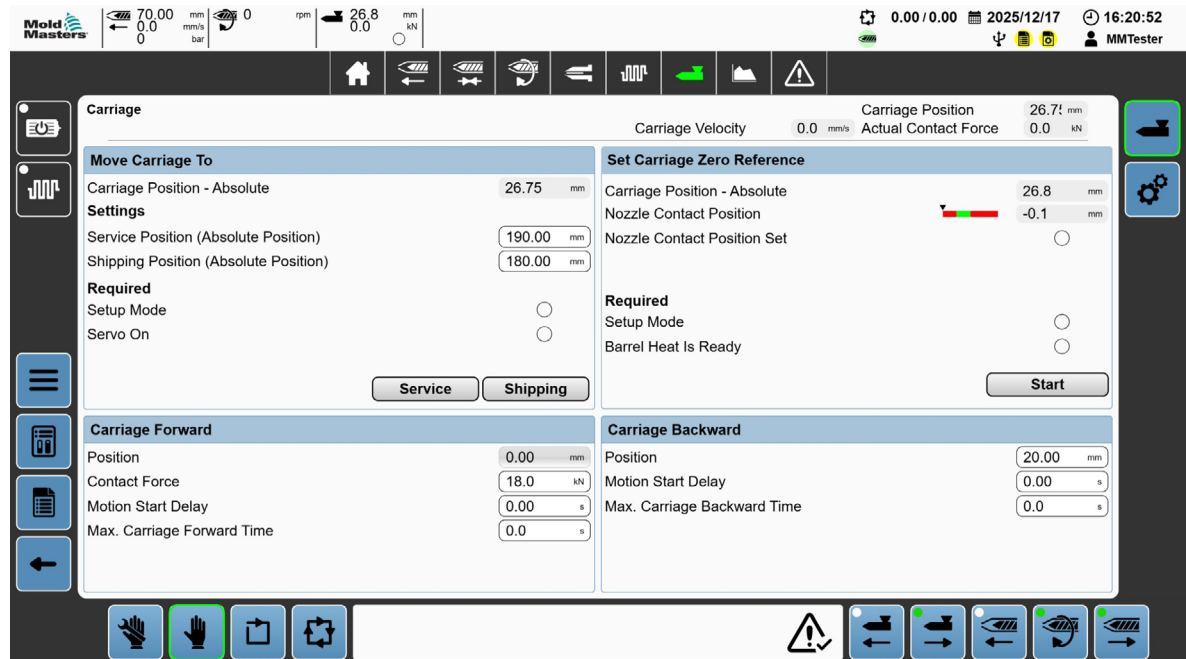 Mold
Masters
70.00 mm
0.0 mm/s
0 bar
0 rpm
26.8 mm
0.0 kN
0.00 / 0.00
2025/12/17
16:20:52
MMTester
Carriage
Carriage Position mm
Carriage Velocity 0.0 mm/s Actual Contact Force 0.0 kN
Move Carriage To
Carriage Position - Absolute 26.75 mm
Settings
Service Position (Absolute Position) 190.00 mm
Shipping Position (Absolute Position) 180.00 mm
Required
Setup Mode
Servo On
Service Shipping
Set Carriage Zero Reference
Carriage Position - Absolute 26.8 mm
Nozzle Contact Position -0.1 mm
Nozzle Contact Position Set
Required
Setup Mode
Barrel Heat Is Ready
Start
Carriage Forward
Position 0.00 mm
Contact Force 18.0 kN
Motion Start Delay 0.00 s
Max. Carriage Forward Time 0.0 s
Carriage Backward
Position 20.00 mm
Motion Start Delay 0.00 s
Max. Carriage Backward Time 0.0 s